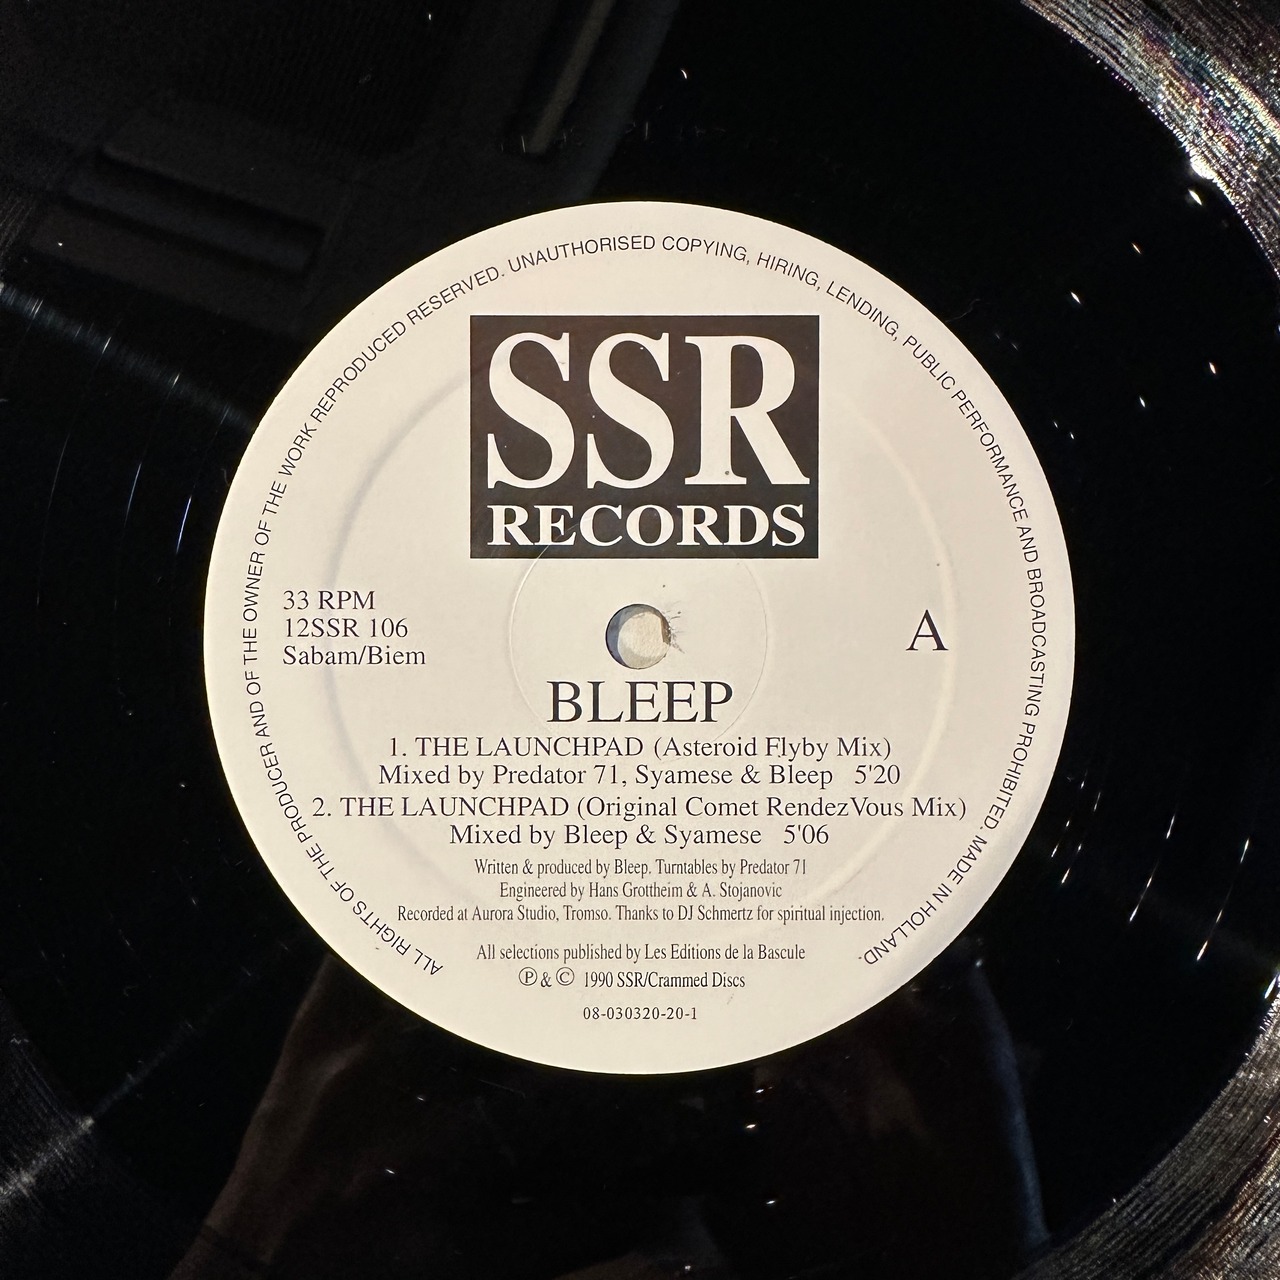 ALL RIGHTS OF THE PRODUCER AND OF THE OWNER OF THE WORK REPRODUCED RESERVED. UNAUTHORISED COPYING, HIRING, LENDING, PUBLIC PERFORMANCE AND BROADCASTING PROHIBITED. MADE IN HOLLAND.
SSR
RECORDS
33 RPM
12SSR 106
Sabam/Biem
A
BLEEP
1. THE LAUNCHPAD (Asteroid Flyby Mix)
Mixed by Predator 71, Syamese & Bleep 5'20
2. THE LAUNCHPAD (Original Comet RendezVous Mix)
Mixed by Bleep & Syamese 5'06
Written & produced by Bleep. Turntables by Predator 71
Engineered by Hans Grottheim & A. Stojanovic
Recorded at Aurora Studio, Tromso. Thanks to DJ Schmertz for spiritual injection.
All selections published by Les Editions de la Bascule
Ⓟ & © 1990 SSR/Crammed Discs
08-030320-20-1